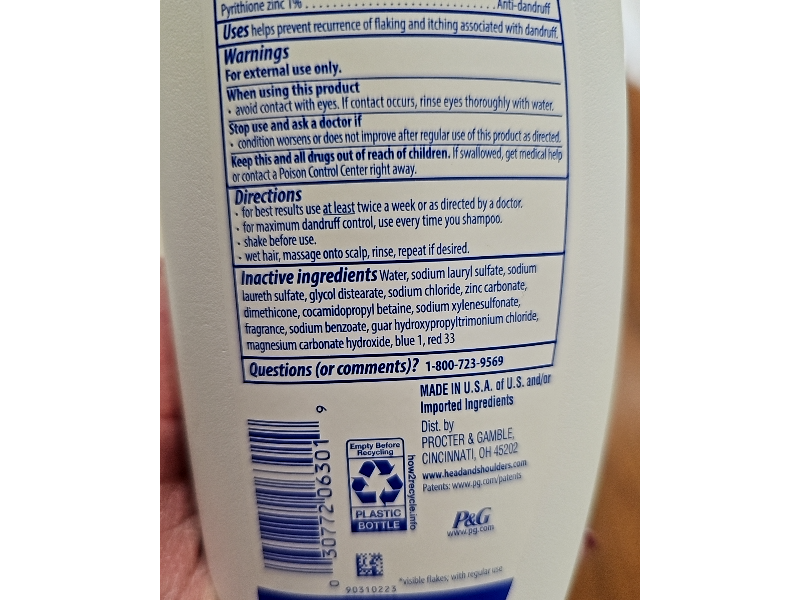 Pyrithione zinc 1% . . . . . . . . . . . . . . . . . . . . . . . . . . . . . . . Anti-dandruff
Uses helps prevent recurrence of flaking and itching associated with dandruff.
Warnings
For external use only.
When using this product
• avoid contact with eyes. If contact occurs, rinse eyes thoroughly with water.
Stop use and ask a doctor if
• condition worsens or does not improve after regular use of this product as directed.
Keep this and all drugs out of reach of children. If swallowed, get medical help
or contact a Poison Control Center right away.
Directions
• for best results use at least twice a week or as directed by a doctor.
• for maximum dandruff control, use every time you shampoo.
• shake before use.
• wet hair, massage onto scalp, rinse, repeat if desired.
Inactive ingredients Water, sodium lauryl sulfate, sodium
laureth sulfate, glycol distearate, sodium chloride, zinc carbonate,
dimethicone, cocamidopropyl betaine, sodium xylenesulfonate,
fragrance, sodium benzoate, guar hydroxypropyltrimonium chloride,
magnesium carbonate hydroxide, blue 1, red 33
Questions (or comments)? 1-800-723-9569
MADE IN U.S.A. of U.S. and/or
Imported Ingredients
Dist. by
PROCTER & GAMBLE,
CINCINNATI, OH 45202
www.headandshoulders.com
Patents: www.pg.com/patents
P&G
www.pg.com
0 30772 06301 9
Empty Before
Recycling
PLASTIC
BOTTLE
how2recycle.info
*visible flakes; with regular use
90310223